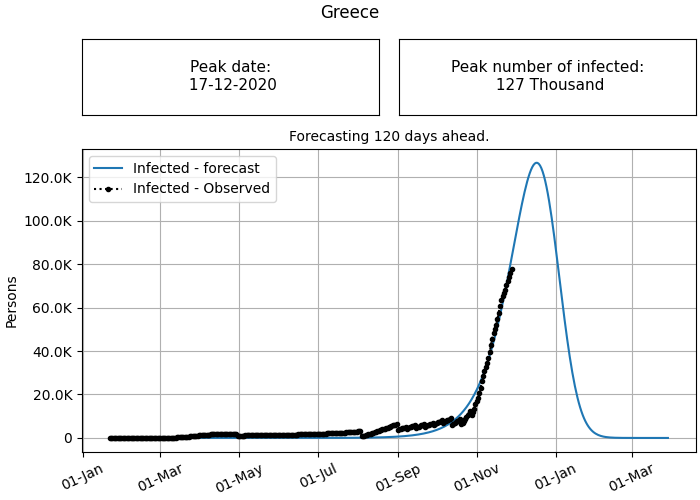 Greece
Peak date:
17-12-2020
Peak number of infected:
127 Thousand
Forecasting 120 days ahead.
Infected - forecast
Infected - Observed
Persons
120.0K
100.0K
80.0K
60.0K
40.0K
20.0K
0
01-Jan
01-Mar
01-May
01-Jul
01-Sep
01-Nov
01-Jan
01-Mar